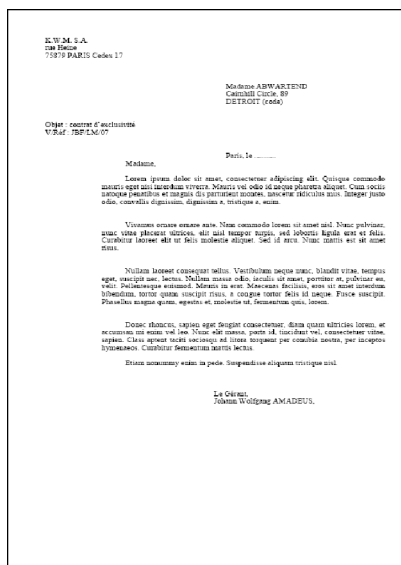 K.W.M. S.A.
rue Heine
75879 PARIS Cedex 17
Madame ABWARTEND
Cairnhill Circle, 89
DETROIT (coda)
Objet : contrat d'exclusivité
V/Réf : JBF/LM/07
Paris, le ...........
Madame,
Lorem ipsum dolor sit amet, consectetuer adipiscing elit. Quisque commodo
mauris eget nisi interdum viverra. Mauris vel odio id neque pharetra aliquet. Cum sociis
natoque penatibus et magnis dis parturient montes, nascetur ridiculus mus. Integer justo
odio, convallis dignissim, dignissim a, tristique a, enim.
Vivamus ornare ornare ante. Nam commodo lorem sit amet nisl. Nunc pulvinar,
nunc vitae placerat ultrices, elit nisl tempor turpis, sed lobortis ligula erat et felis.
Curabitur laoreet elit ut felis molestie aliquet. Sed id arcu. Nunc mattis est sit amet
risus.
Nullam laoreet consequat tellus. Vestibulum neque nunc, blandit vitae, tempus
eget, suscipit nec, lectus. Nullam massa odio, iaculis sit amet, porttitor at, pulvinar eu,
velit. Pellentesque euismod. Mauris in erat. Maecenas facilisis, eros sit amet interdum
bibendum, tortor quam suscipit risus, a congue tortor felis id neque. Fusce suscipit.
Phasellus magna quam, egestas et, molestie ut, fermentum quis, lorem.
Donec rhoncus, sapien eget feugiat consectetuer, diam quam ultricies lorem, et
accumsan mi enim vel leo. Nunc elit massa, porta id, tincidunt vel, consectetuer vitae,
sapien. Class aptent taciti sociosqu ad litora torquent per conubia nostra, per inceptos
hymenaeos. Curabitur fermentum mattis lectus.
Etiam nonummy enim in pede. Suspendisse aliquam tristique nisl.
Le Gérant,
Johann Wolfgang AMADEUS.